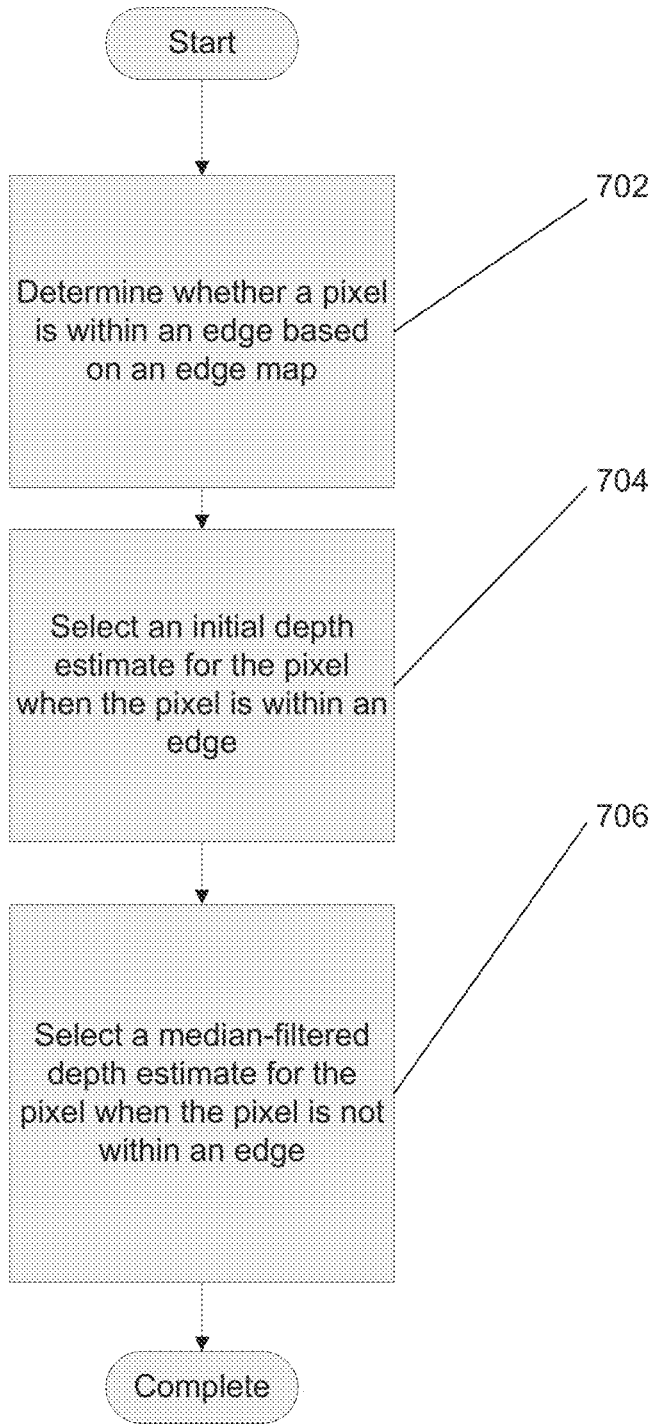 Start
702
Determine whether a pixel
is within an edge based
on an edge map
704
Select an initial depth
estimate for the pixel
when the pixel is within an
edge
706
Select a median-filtered
depth estimate for the
pixel when the pixel is not
within an edge
Complete